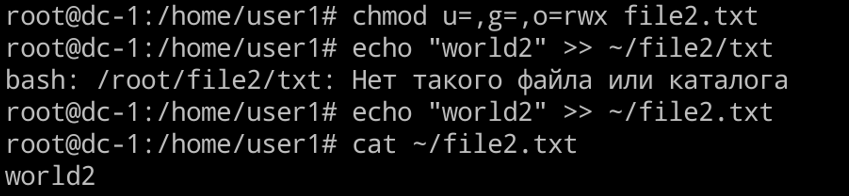 root@dc-1:/home/user1# chmod u=,g=,o=rwx file2.txt
root@dc-1:/home/user1# echo "world2" >> ~/file2/txt
bash: /root/file2/txt: Нет такого файла или каталога
root@dc-1:/home/user1# echo "world2" >> ~/file2.txt
root@dc-1:/home/user1# cat ~/file2.txt
world2